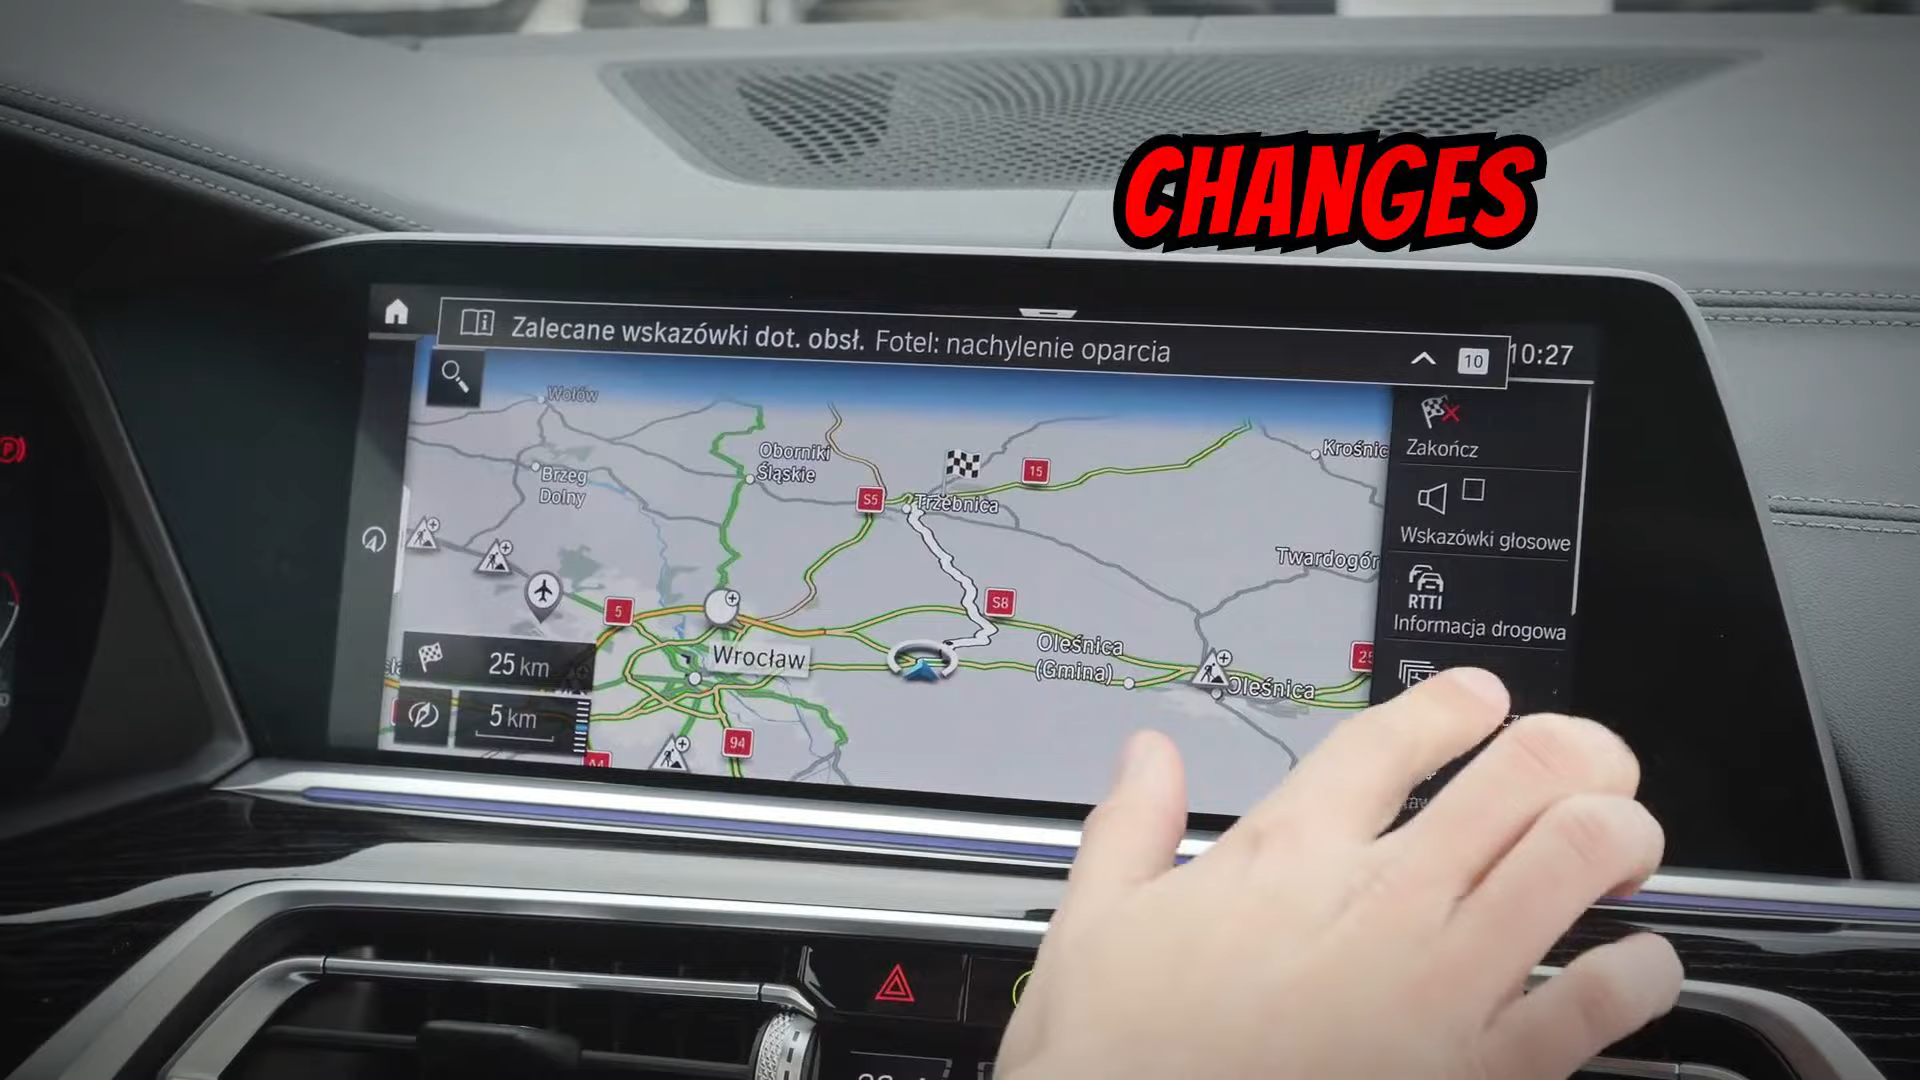 CHANGES
Zalecane wskazówki dot. obsł. Fotel: nachylenie oparcia
10
10:27
Wołów
Zakończ
Oborniki
Śląskie
Krośnic
15
Brzeg
Dolny
S5
Trzebnica
Wskazówki głosowe
Twardogór
RTTI
Informacja drogowa
5
S8
Oleśnica
(Gmina)
25 km
Wrocław
25
Oleśnica
5 km
94
A4
P